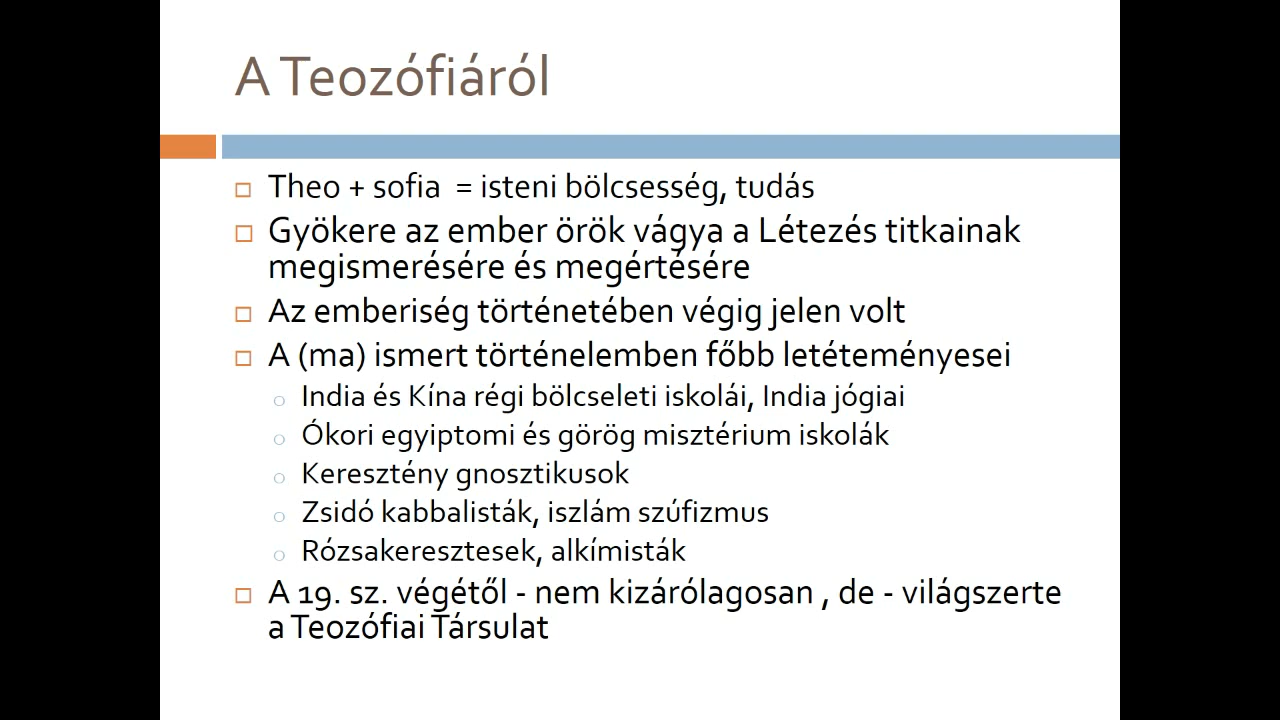 A Teozófiáról
Theo + sofia = isteni bölcsesség, tudás
Gyökere az ember örök vágya a Létezés titkainak
megismerésére és megértésére
Az emberiség történetében végig jelen volt
A (ma) ismert történelemben főbb letéteményesei
India és Kína régi bölcseleti iskolái, India jógiai
Ókori egyiptomi és görög misztérium iskolák
Keresztény gnosztikusok
Zsidó kabbalisták, iszlám szúfizmus
Rózsakeresztesek, alkímisták
A 19. sz. végétől - nem kizárólagosan , de - világszerte
a Teozófiai Társulat